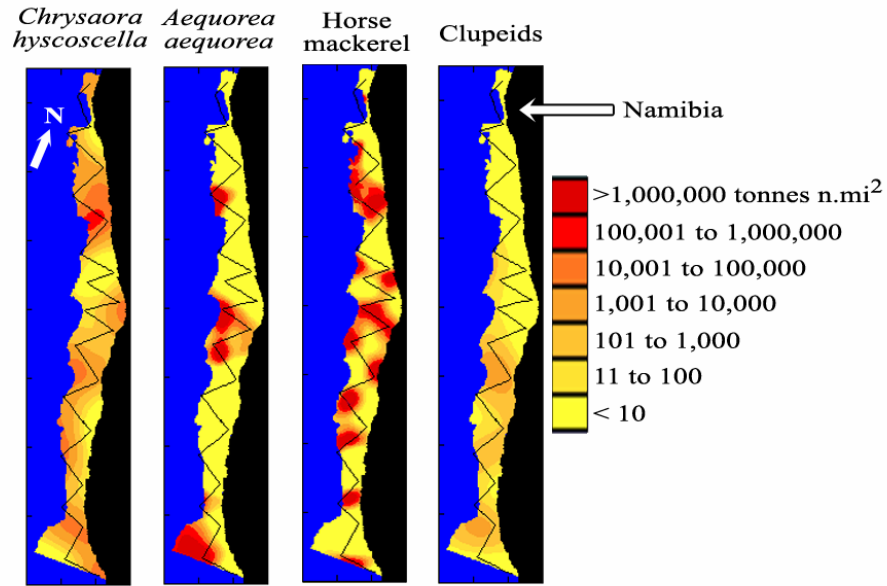 Chrysaora
hyscoscella
Aequorea
aequorea
Horse
mackerel
Clupeids
N
Namibia
>1,000,000 tonnes n.mi²
100,001 to 1,000,000
10,001 to 100,000
1,001 to 10,000
101 to 1,000
11 to 100
< 10